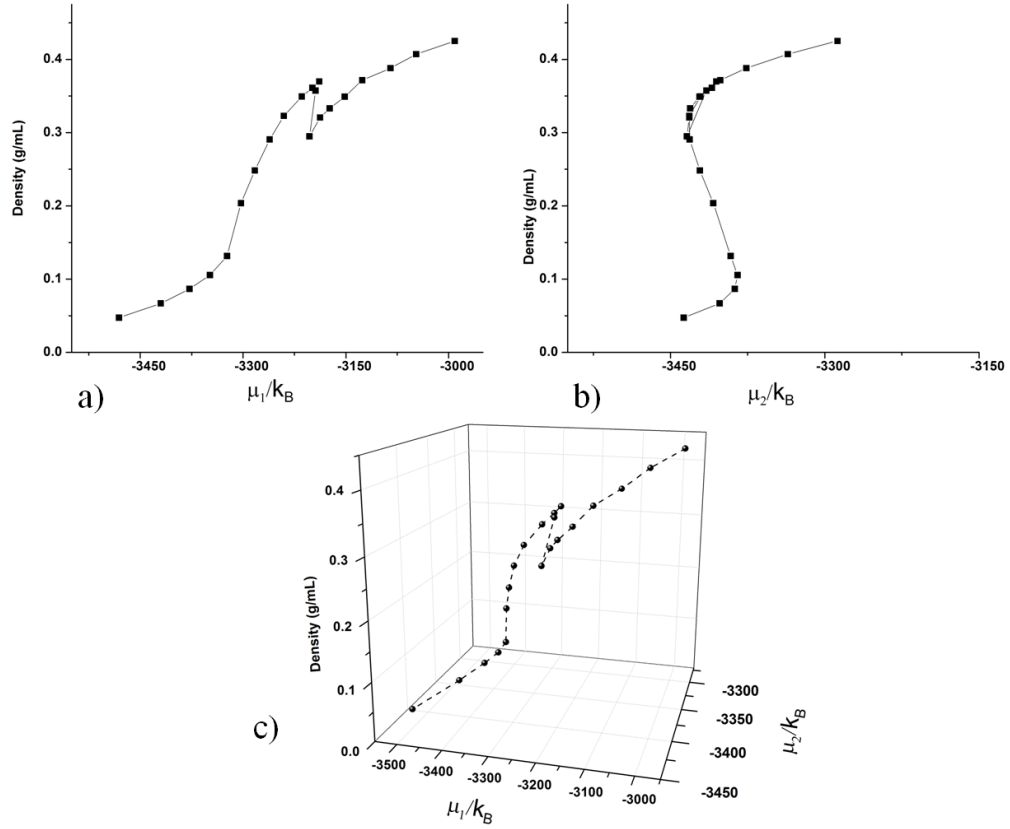 Density (g/mL)
0.4
0.3
0.2
0.1
0.0
-3450 -3300 -3150 -3000
a) μ1/kB
Density (g/mL)
0.4
0.3
0.2
0.1
0.0
-3450 -3300 -3150
b) μ2/kB
Density (g/mL)
0.4
0.3
0.2
0.1
0.0
-3500 -3400 -3300 -3200 -3100 -3000
μ1/kB
-3300
-3350
-3400
-3450
μ2/kB
c)